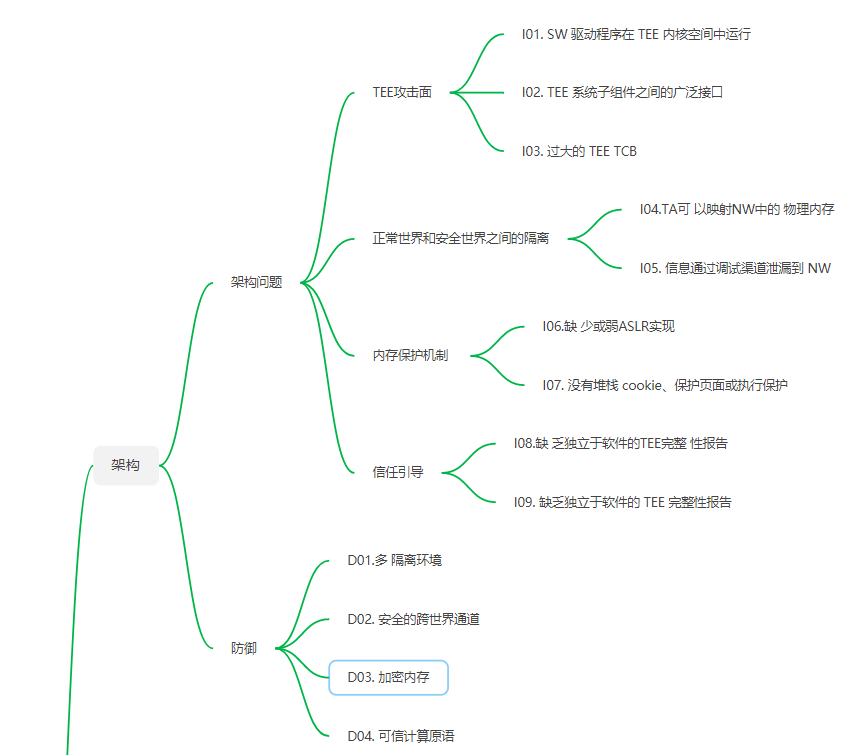 I01. SW 驱动程序在 TEE 内核空间中运行
TEE攻击面
I02. TEE 系统子组件之间的广泛接口
I03. 过大的 TEE TCB
I04.TA可 以映射NW中的 物理内存
正常世界和安全世界之间的隔离
I05. 信息通过调试渠道泄漏到 NW
架构问题
I06.缺 少或弱ASLR实现
内存保护机制
I07. 没有堆栈 cookie、保护页面或执行保护
I08.缺 乏独立于软件的TEE完整 性报告
架构
信任引导
I09. 缺乏独立于软件的 TEE 完整性报告
D01.多 隔离环境
D02. 安全的跨世界通道
防御
D03. 加密内存
D04. 可信计算原语